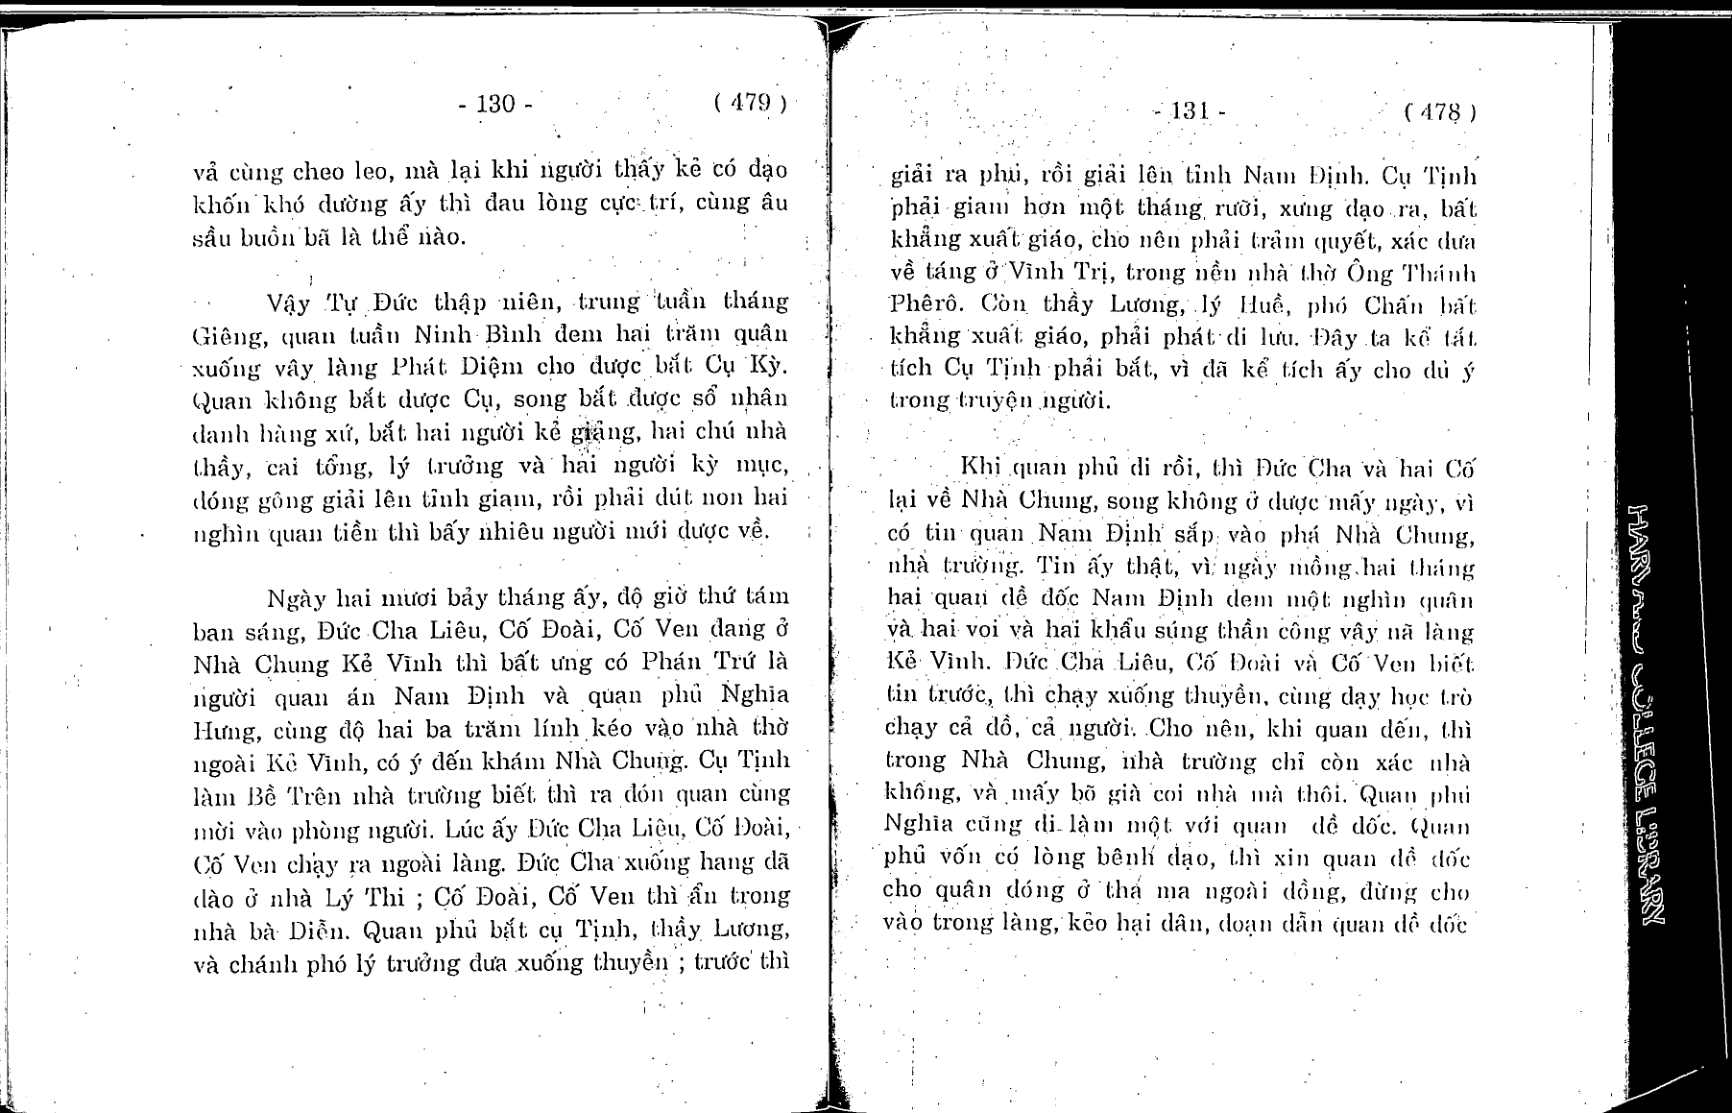 - 130 - ( 479 )
vả cùng cheo leo, mà lại khi người thấy kẻ có đạo
khốn khó dường ấy thì đau lòng cực trí, cùng âu
sầu buồn bã là thể nào.
Vậy Tự Đức thập niên, trung tuần tháng
Giêng, quan tuần Ninh Bình đem hai trăm quân
xuống vây làng Phát Diệm cho được bắt Cụ Kỳ.
Quan không bắt được Cụ, song bắt được sổ nhân
danh hàng xứ, bắt hai người kẻ giảng, hai chú nhà
thầy, cai tổng, lý trưởng và hai người kỳ mục,
đóng gông giải lên tỉnh giam, rồi phải đút non hai
nghìn quan tiền thì bấy nhiêu người mới được về.
Ngày hai mươi bảy tháng ấy, độ giờ thứ tám
ban sáng, Đức Cha Liêu, Cố Đoài, Cố Ven đang ở
Nhà Chung Kẻ Vĩnh thì bất ưng có Phán Trứ là
người quan án Nam Định và quan phủ Nghĩa
Hưng, cùng độ hai ba trăm lính kéo vào nhà thờ
ngoài Kẻ Vĩnh, có ý đến khám Nhà Chung. Cụ Tịnh
làm Bề Trên nhà trường biết thì ra đón quan cùng
mời vào phòng người. Lúc ấy Đức Cha Liêu, Cố Đoài,
Cố Ven chạy ra ngoài làng. Đức Cha xuống hang đã
đào ở nhà Lý Thi ; Cố Đoài, Cố Ven thì ẩn trong
nhà bà Diễn. Quan phủ bắt cụ Tịnh, thầy Lương,
và chánh phó lý trưởng đưa xuống thuyền ; trước thì
- 131 - ( 478 )
giải ra phủ, rồi giải lên tỉnh Nam Định. Cụ Tịnh
phải giam hơn một tháng rưỡi, xưng đạo ra, bất
khẳng xuất giáo, cho nên phải trảm quyết, xác đưa
về táng ở Vĩnh Trị, trong nền nhà thờ Ông Thánh
Phêrô. Còn thầy Lương, lý Huề, phó Chấn bất
khẳng xuất giáo, phải phát đi lưu. Đây ta kể tắt
tích Cụ Tịnh phải bắt, vì đã kể tích ấy cho đủ ý
trong truyện người.
Khi quan phủ đi rồi, thì Đức Cha và hai Cố
lại về Nhà Chung, song không ở được mấy ngày, vì
có tin quan Nam Định sắp vào phá Nhà Chung,
nhà trường. Tin ấy thật, vì ngày mồng hai tháng
hai quan đề đốc Nam Định đem một nghìn quân
và hai voi và hai khẩu súng thần công vây nã làng
Kẻ Vĩnh. Đức Cha Liêu, Cố Đoài và Cố Ven biết
tin trước, thì chạy xuống thuyền, cùng dạy học trò
chạy cả đồ, cả người. Cho nên, khi quan đến, thì
trong Nhà Chung, nhà trường chỉ còn xác nhà
không, và mấy bõ già coi nhà mà thôi. Quan phủ
Nghĩa cũng đi làm một với quan đề đốc. Quan
phủ vốn có lòng bênh đạo, thì xin quan đề đốc
cho quân đóng ở tha ma ngoài đồng, đừng cho
vào trong làng, kẻo hại dân, đoạn dẫn quan đề đốc
HARVARD COLLEGE LIBRARY